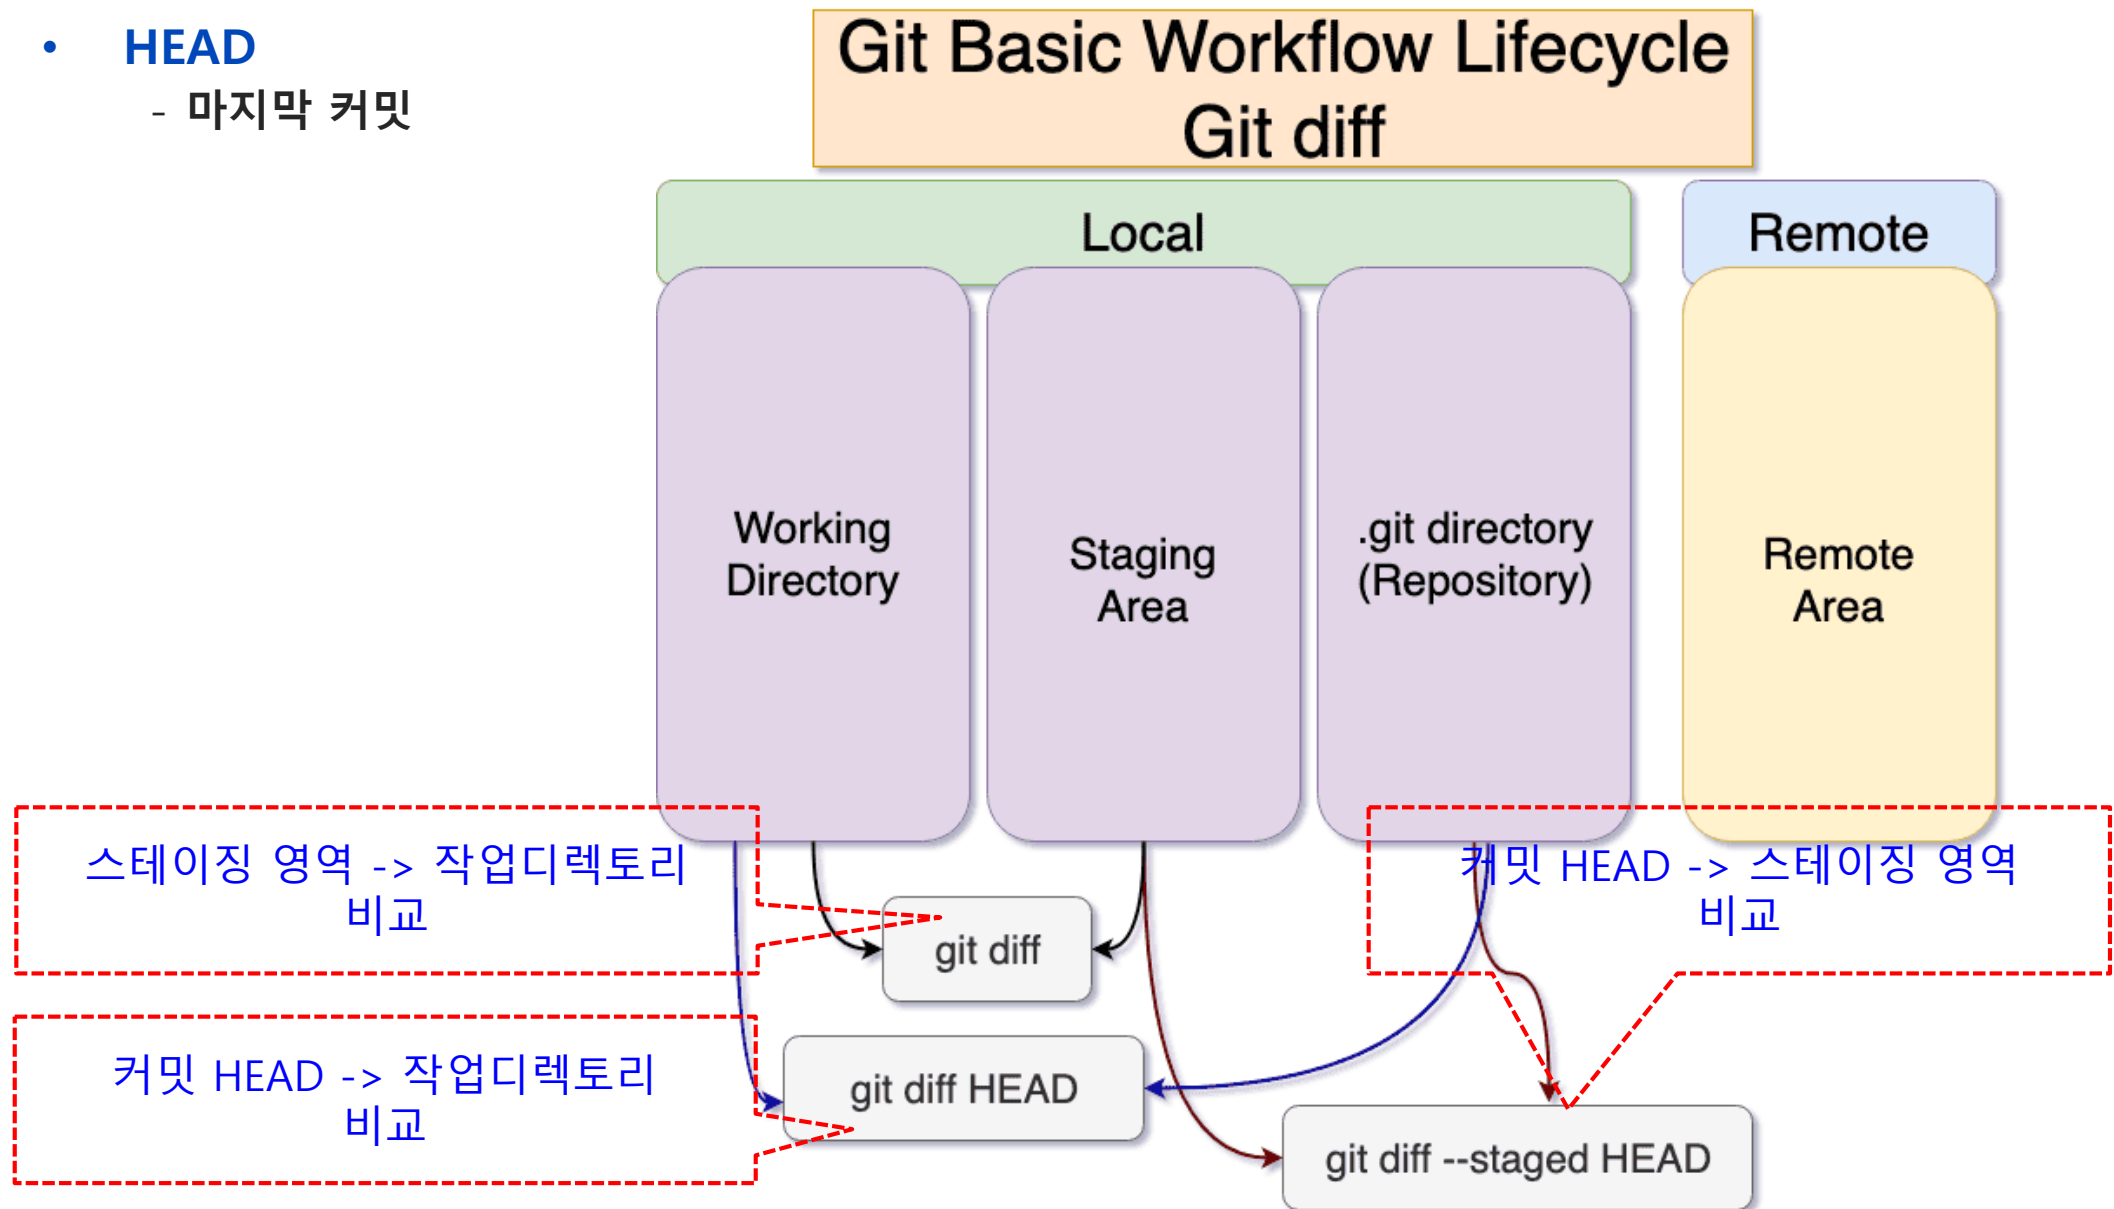 • HEAD
- 마지막 커밋
Git Basic Workflow Lifecycle
Git diff
Local
Remote
Working
Directory
Staging
Area
.git directory
(Repository)
Remote
Area
스테이징 영역 -> 작업디렉토리
비교
커밋 HEAD -> 스테이징 영역
비교
git diff
커밋 HEAD -> 작업디렉토리
비교
git diff HEAD
git diff --staged HEAD